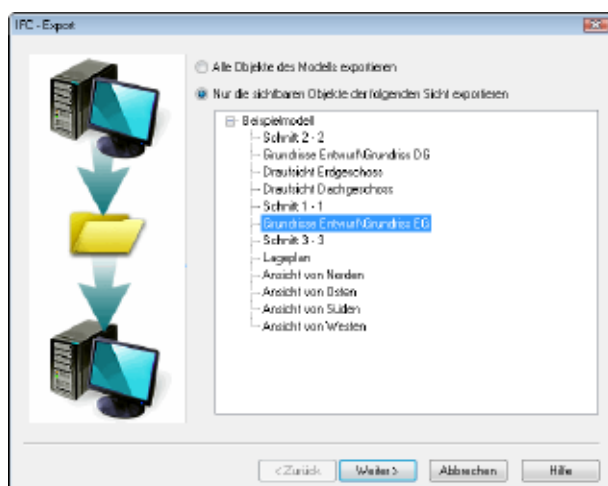 IFC - Export
Alle Objekte des Modells exportieren
Nur die sichtbaren Objekte der folgenden Sicht exportieren
Beispielmodell
Schnitt 2 - 2
Grundrisse Entwurf\Grundriss DG
Draufsicht Erdgeschoss
Draufsicht Dachgeschoss
Schnitt 1 - 1
Grundrisse Entwurf\Grundriss EG
Schnitt 3 - 3
Lageplan
Ansicht von Norden
Ansicht von Osten
Ansicht von Süden
Ansicht von Westen
< Zurück Weiter > Abbrechen Hilfe